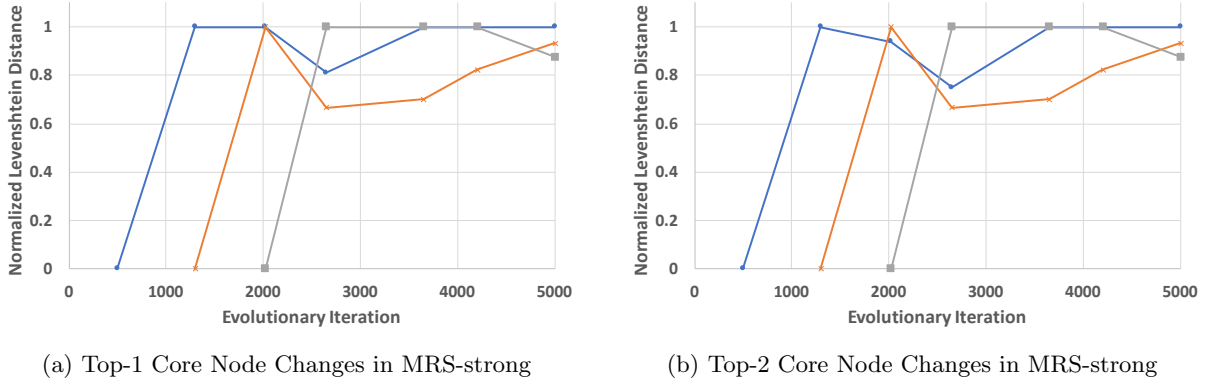 Normalized Levenshtein Distance
1
0.8
0.6
0.4
0.2
0
0 1000 2000 3000 4000 5000
Evolutionary Iteration
(a) Top-1 Core Node Changes in MRS-strong
Normalized Levenshtein Distance
1
0.8
0.6
0.4
0.2
0
0 1000 2000 3000 4000 5000
Evolutionary Iteration
(b) Top-2 Core Node Changes in MRS-strong